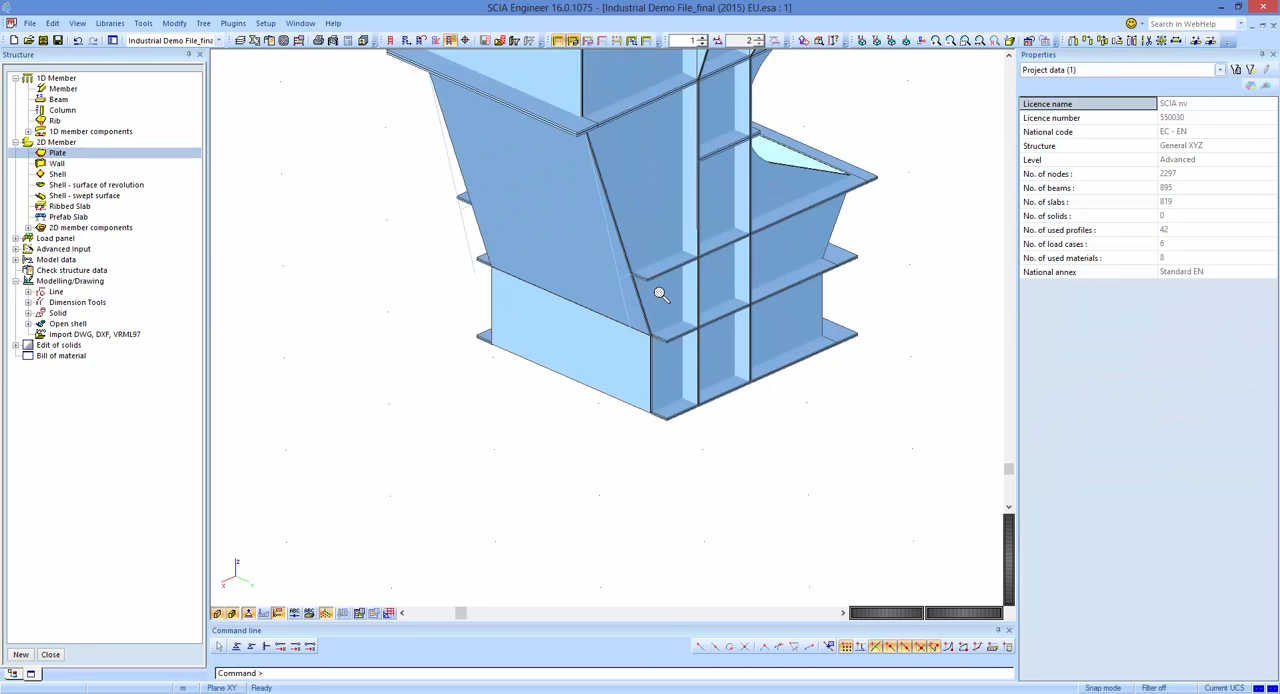 SCIA Engineer 16.0.1075 - [Industrial Demo File_final (2015) EU.esa : 1]
File Edit View Libraries Tools Modify Tree Plugins Setup Window Help
Search in WebHelp
Industrial Demo File_fina
1
2
Structure
1D Member
Member
Beam
Column
Rib
1D member components
2D Member
Plate
Wall
Shell
Shell - surface of revolution
Shell - swept surface
Ribbed Slab
Prefab Slab
2D member components
Load panel
Advanced Input
Model data
Check structure data
Modelling/Drawing
Line
Dimension Tools
Solid
Open shell
Import DWG, DXF, VRML97
Edit of solids
Bill of material
New Close
Properties
Project data (1)
Licence name SCIA nv
Licence number 550030
National code EC - EN
Structure General XYZ
Level Advanced
No. of nodes: 2297
No. of beams: 895
No. of slabs: 819
No. of solids: 0
No. of used profiles: 42
No. of load cases: 6
No. of used materials: 8
National annex Standard EN
z
x
y
Command line
Command >
m Plane XY Ready Snap mode Filter off Current UCS